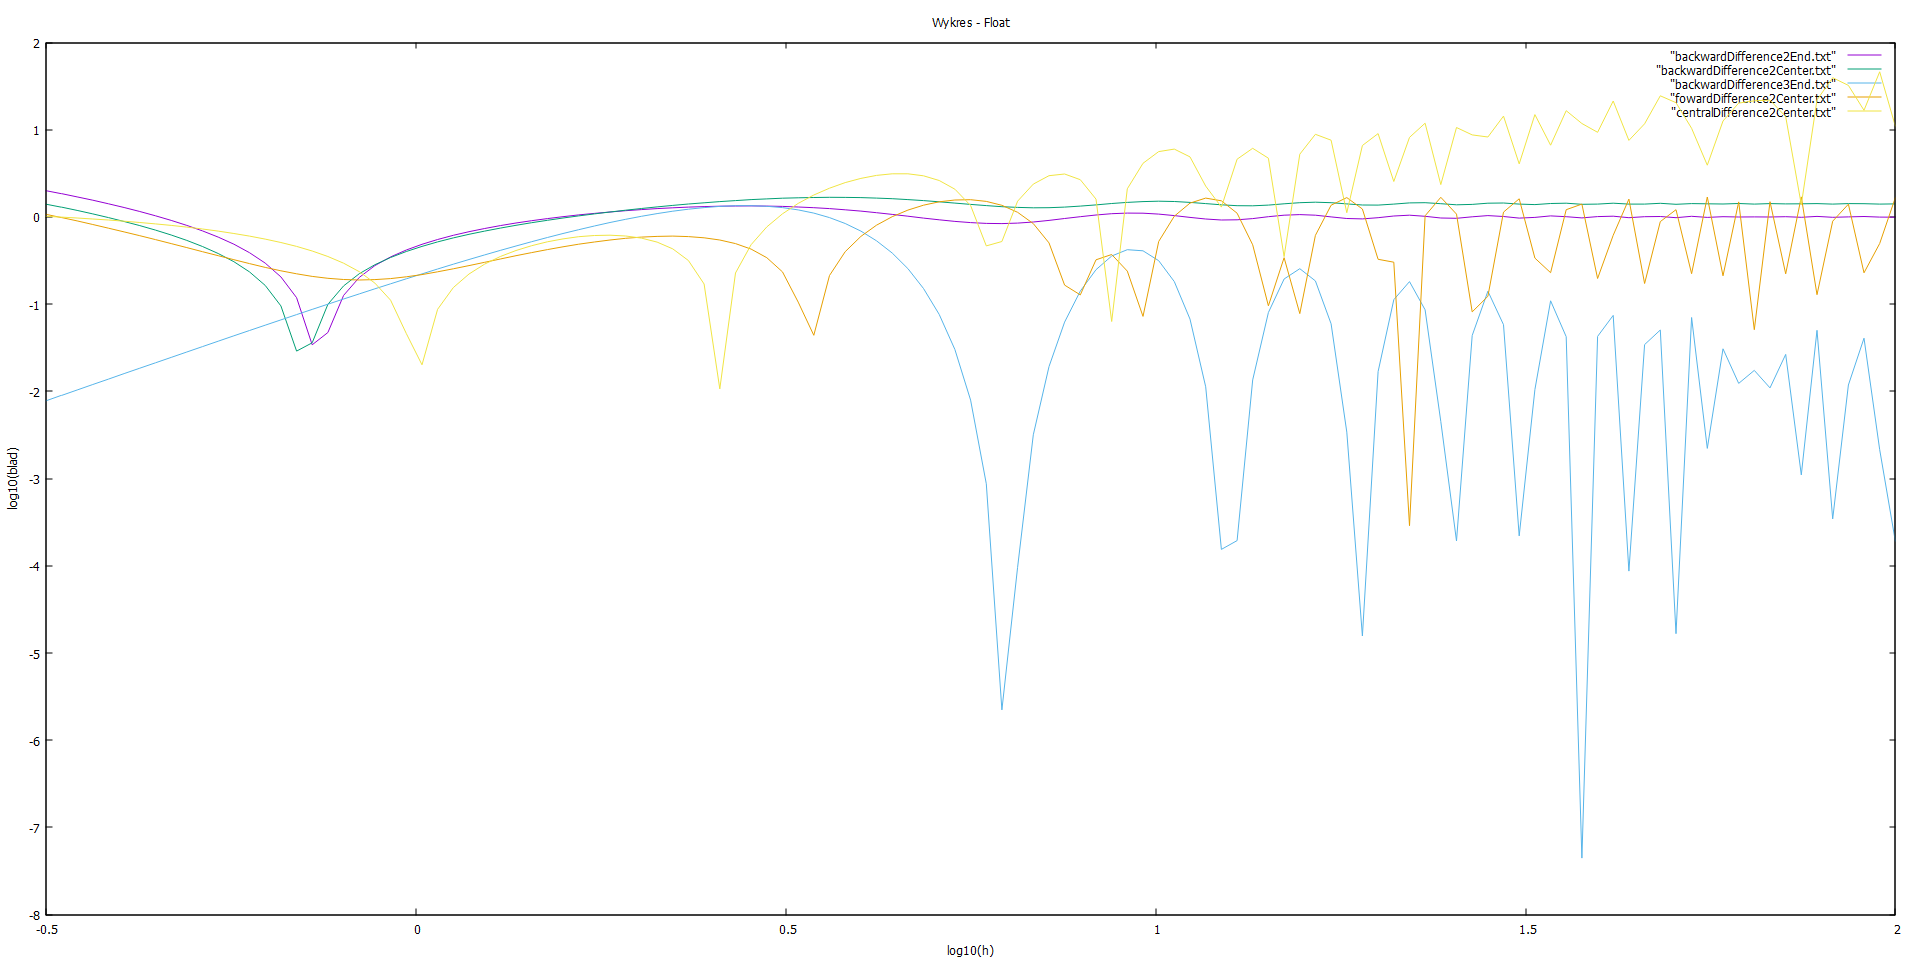 Wykres - Float
"backwardDifference2End.txt"
"backwardDifference2Center.txt"
"backwardDifference3End.txt"
"fowardDifference2Center.txt"
"centralDifference2Center.txt"
2
1
0
-1
-2
-3
-4
-5
-6
-7
-8
log10(blad)
-0.5
0
0.5
1
1.5
2
log10(h)